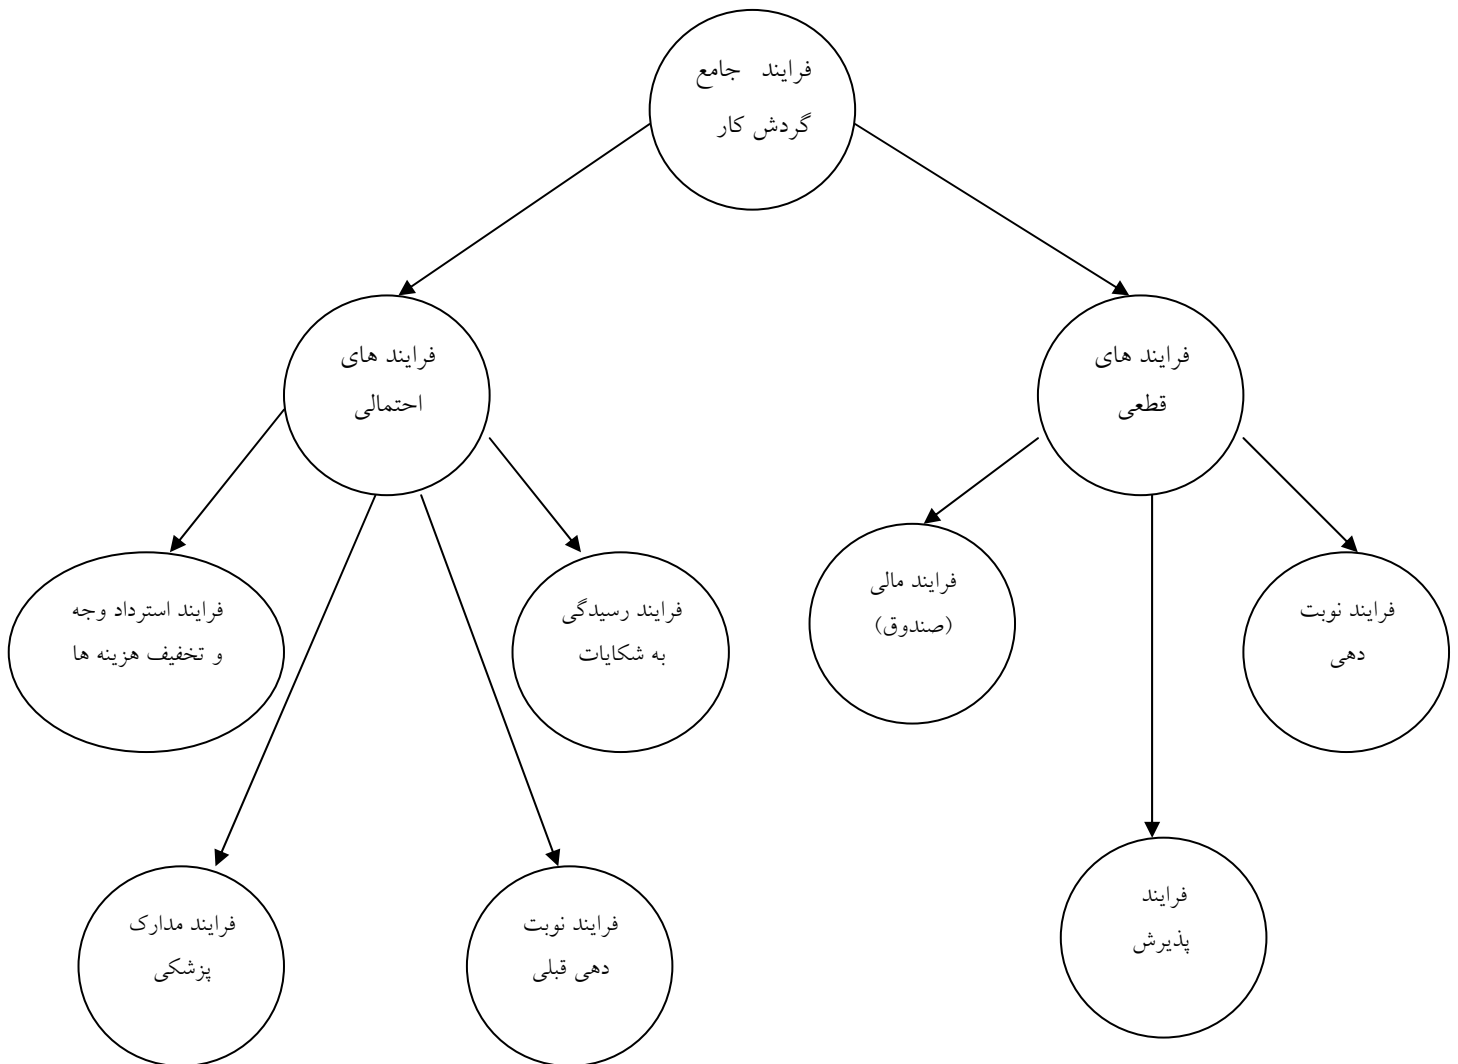 فرایند جامع
گردش کار
فرایند های
قطعی
فرایند های
احتمالی
فرایند نوبت
دهی
فرایند مالی
(صندوق)
فرایند رسیدگی
به شکایات
فرایند استرداد وجه
و تخفیف هزینه ها
فرایند
پذیرش
فرایند نوبت
دهی قبلی
فرایند مدارک
پزشکی